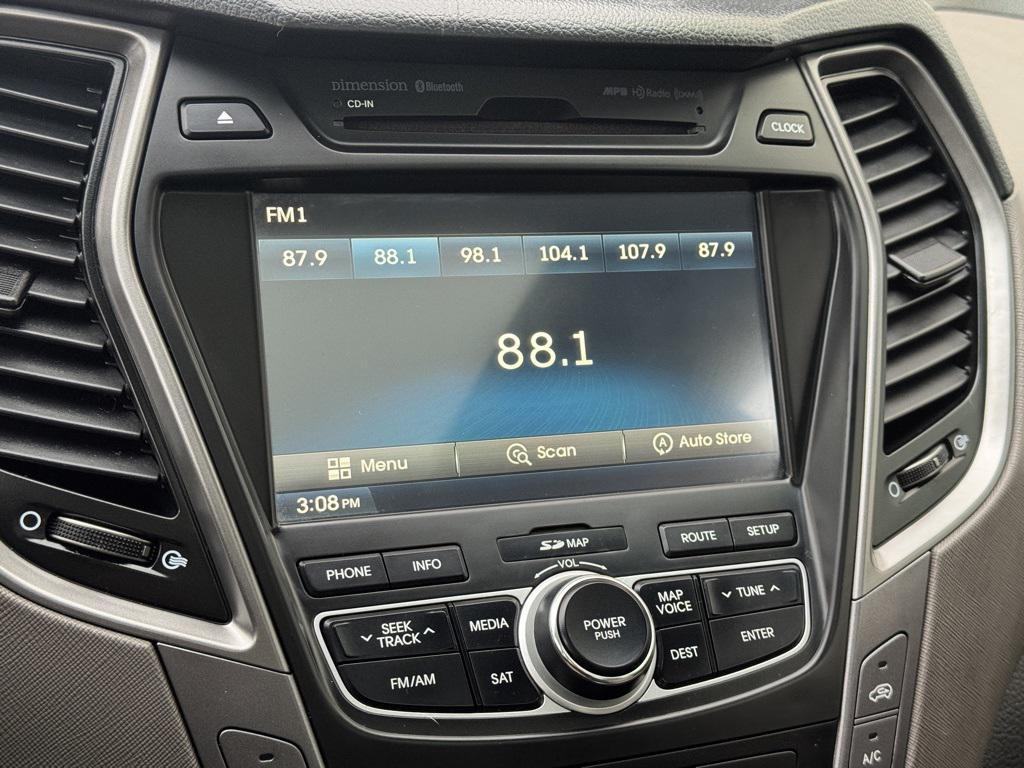 Dimension Bluetooth
MP3 HD Radio (XM)
CD-IN
CLOCK
FM1
87.9 88.1 98.1 104.1 107.9 87.9
88.1
Menu Scan Auto Store
3:08 PM
SD MAP
VOL
PHONE INFO
ROUTE SETUP
SEEK
TRACK
MEDIA
FM/AM SAT
POWER
PUSH
MAP
VOICE
TUNE
DEST ENTER
A/C